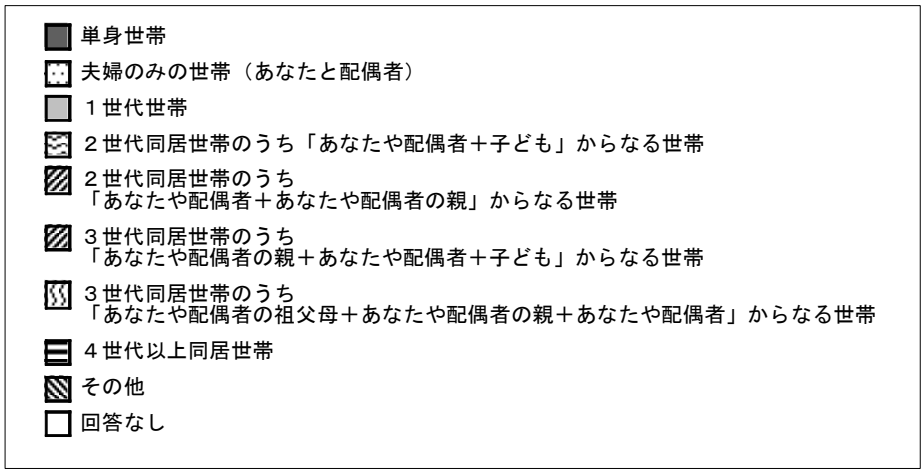 単身世帯
夫婦のみの世帯（あなたと配偶者）
１世代世帯
２世代同居世帯のうち「あなたや配偶者＋子ども」からなる世帯
２世代同居世帯のうち
「あなたや配偶者＋あなたや配偶者の親」からなる世帯
３世代同居世帯のうち
「あなたや配偶者の親＋あなたや配偶者＋子ども」からなる世帯
３世代同居世帯のうち
「あなたや配偶者の祖父母＋あなたや配偶者の親＋あなたや配偶者」からなる世帯
４世代以上同居世帯
その他
回答なし